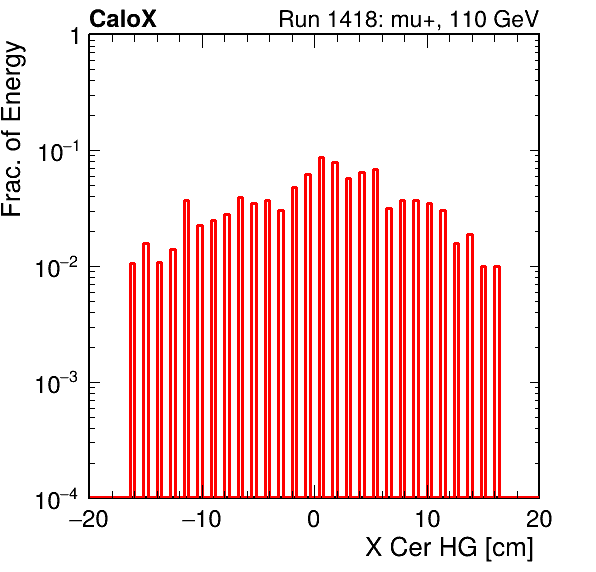 CaloX Run 1418: mu+, 110 GeV
Frac. of Energy
1
10⁻¹
10⁻²
10⁻³
10⁻⁴
−20 −10 0 10 20
X Cer HG [cm]